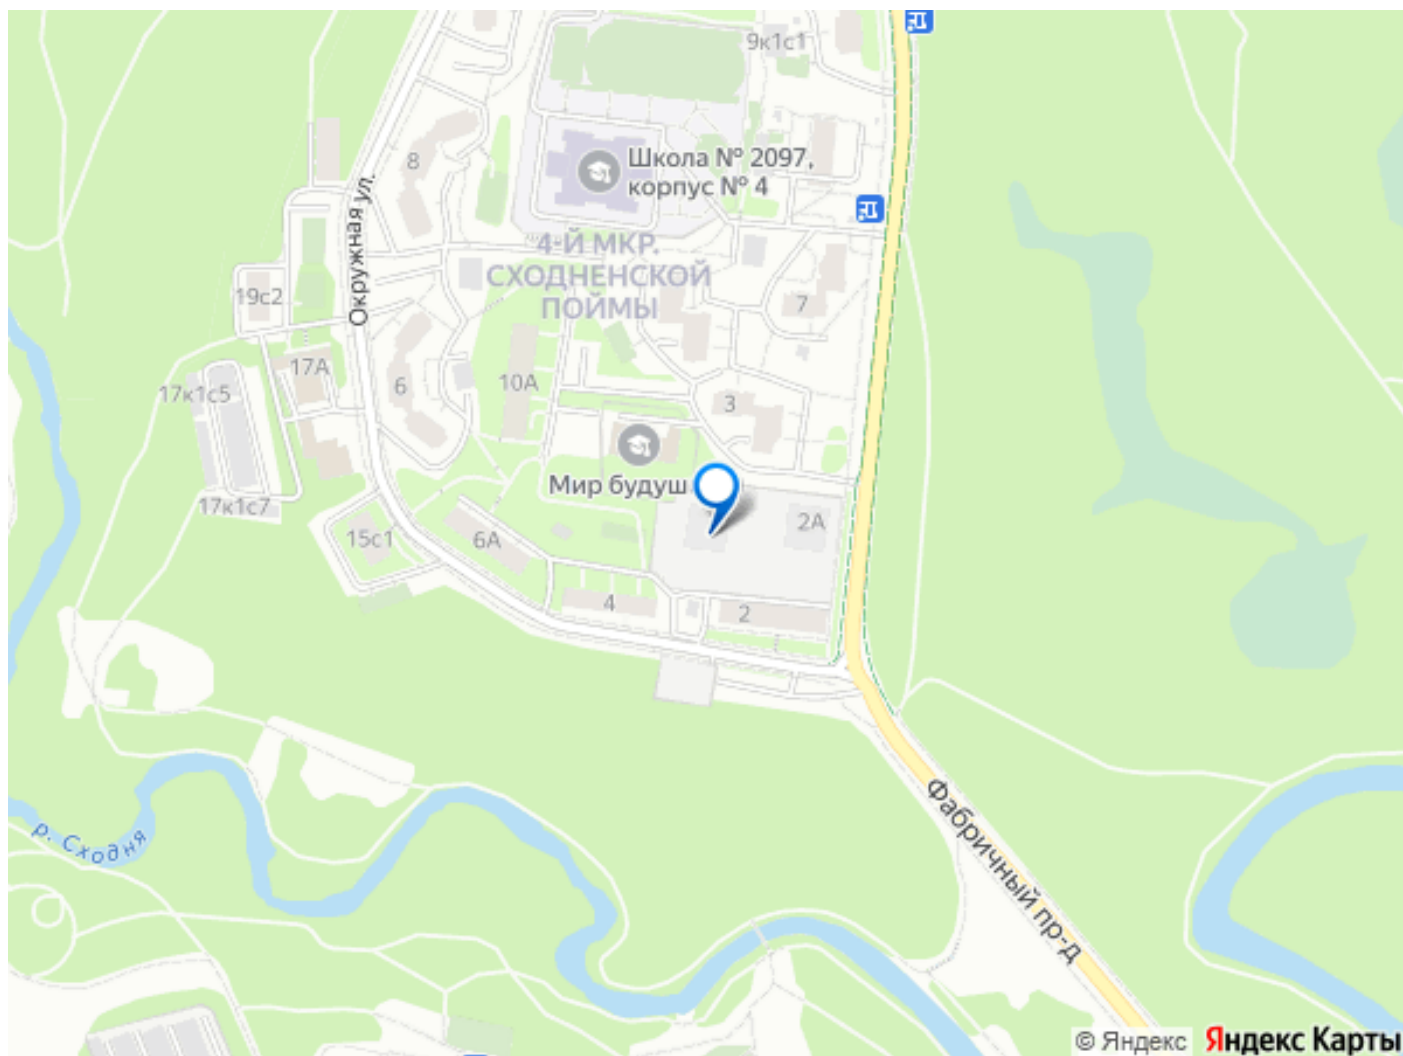 9к1с1
Школа № 2097,
корпус № 4
8
Окружная ул.
4-Й МКР.
СХОДНЕНСКОЙ
ПОЙМЫ
19с2
7
17А
17к1с5
6
10А
3
Мир будущ
17к1с7
15с1
6А
2А
4
2
Фабричный пр-д
р. Сходня
© Яндекс
Яндекс Карты